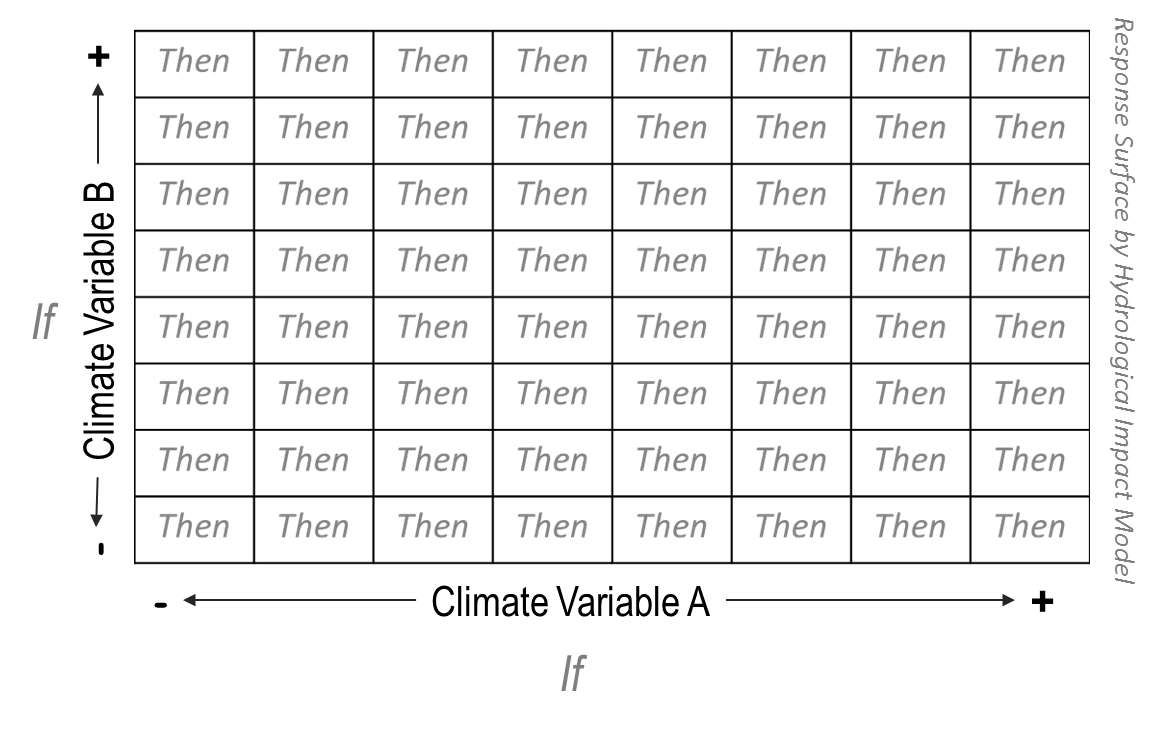 +
Then Then Then Then Then Then Then Then
Then Then Then Then Then Then Then Then
Then Then Then Then Then Then Then Then
Then Then Then Then Then Then Then Then
Then Then Then Then Then Then Then Then
Then Then Then Then Then Then Then Then
Then Then Then Then Then Then Then Then
Then Then Then Then Then Then Then Then
Climate Variable B
If
-
Response Surface by Hydrological Impact Model
- Climate Variable A +
If